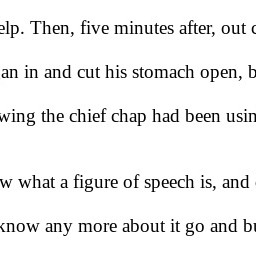 elp. Then, five minutes after, out
an in and cut his stomach open,
wing the chief chap had been usin
w what a figure of speech is, and
know any more about it go and bu